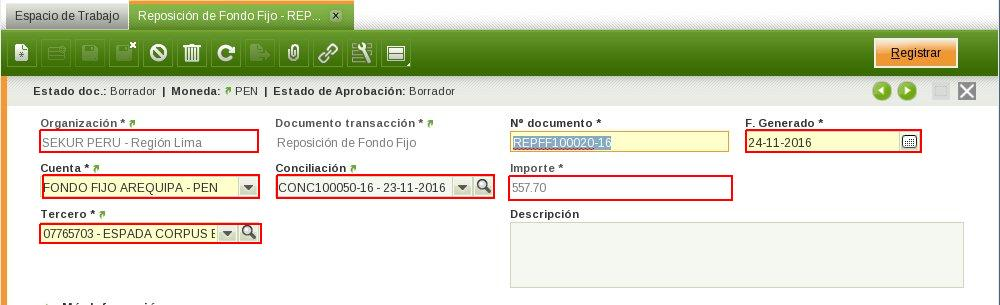 Espacio de Trabajo Reposición de Fondo Fijo - REP...
Registrar
Estado doc.: Borrador | Moneda: PEN | Estado de Aprobación: Borrador
Organización * Documento transacción * Nº documento * F. Generado *
SEKUR PERU - Región Lima Reposición de Fondo Fijo REPFF100020-16 24-11-2016
Cuenta * Conciliación Importe *
FONDO FIJO AREQUIPA - PEN CONC100050-16 - 23-11-2016 557.70
Tercero * Descripción
07765703 - ESPADA CORPUS E